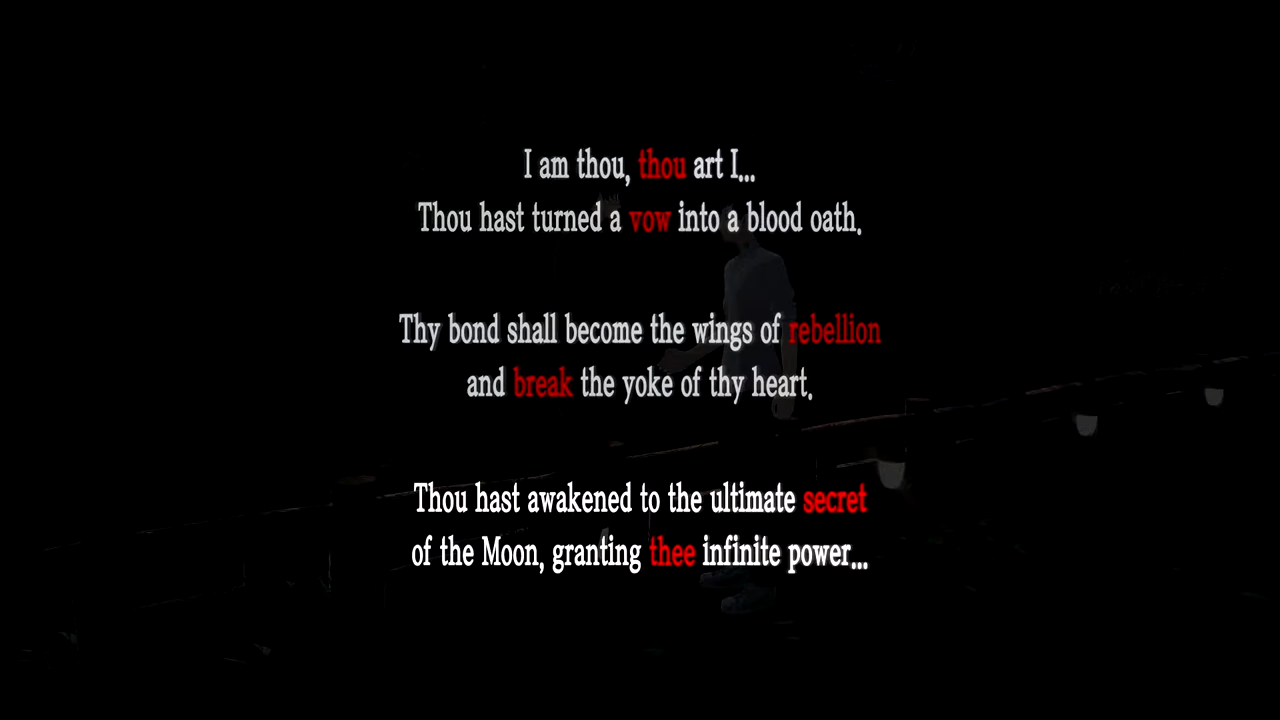 I am thou, thou art I...
Thou hast turned a vow into a blood oath.
Thy bond shall become the wings of rebellion
and break the yoke of thy heart.
Thou hast awakened to the ultimate secret
of the Moon, granting thee infinite power...